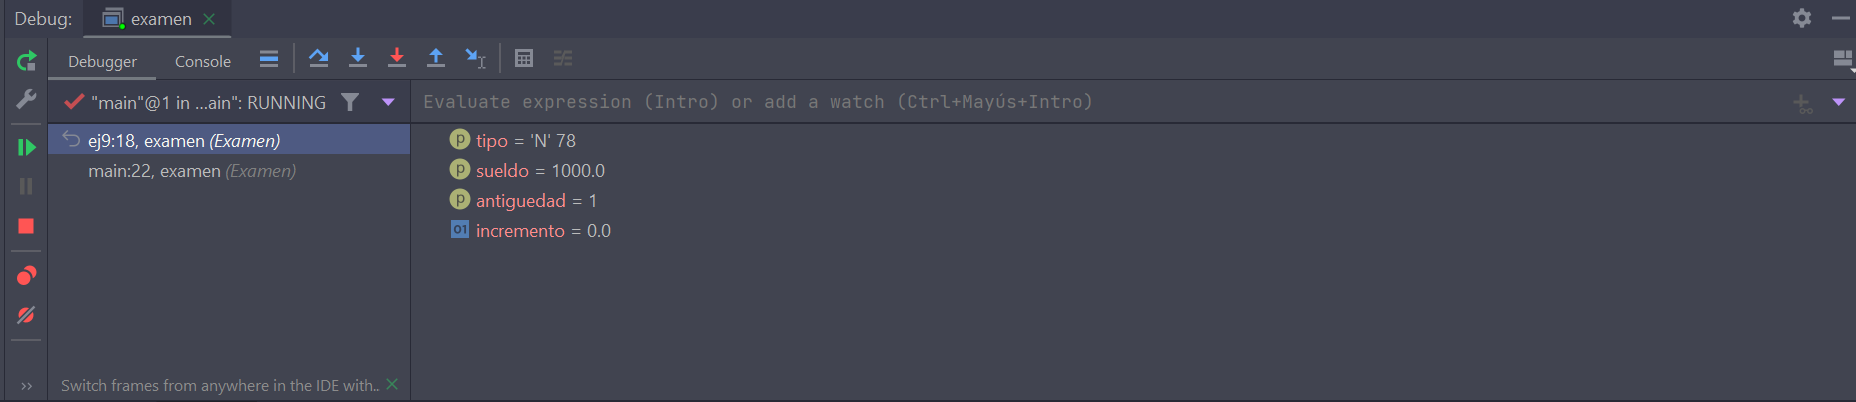 Debug: examen
Debugger Console
"main"@1 in ...ain": RUNNING
Evaluate expression (Intro) or add a watch (Ctrl+Mayús+Intro)
ej9:18, examen (Examen)
main:22, examen (Examen)
p tipo = 'N' 78
p sueldo = 1000.0
p antiguedad = 1
01 incremento = 0.0
Switch frames from anywhere in the IDE with..